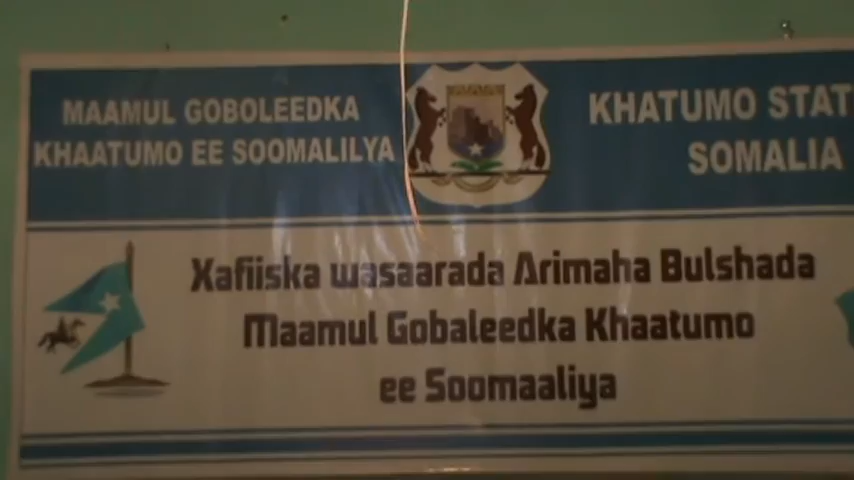 MAAMUL GOBOLEEDKA
KHAATUMO EE SOOMALILYA
KHATUMO STAT
SOMALIA
Xafiiska wasaarada Arimaha Bulshada
Maamul Gobaleedka Khaatumo
ee Soomaaliya